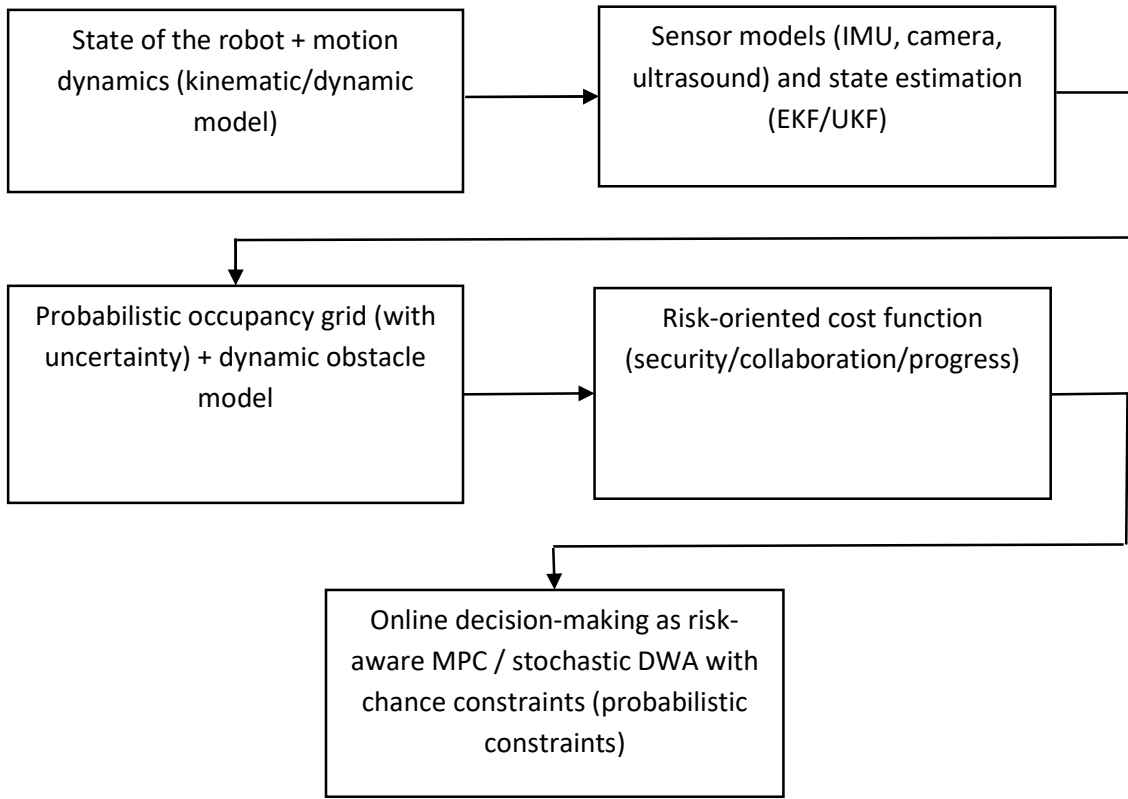 State of the robot + motion
dynamics (kinematic/dynamic
model)
Sensor models (IMU, camera,
ultrasound) and state estimation
(EKF/UKF)
Probabilistic occupancy grid (with
uncertainty) + dynamic obstacle
model
Risk-oriented cost function
(security/collaboration/progress)
Online decision-making as risk-
aware MPC / stochastic DWA with
chance constraints (probabilistic
constraints)